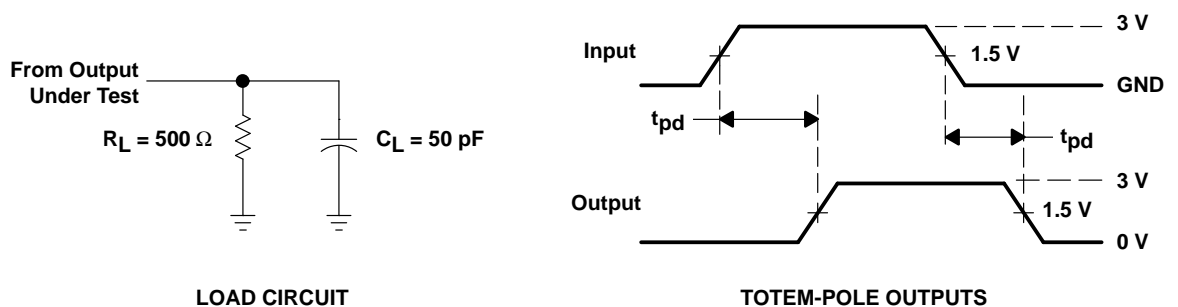 From Output
Under Test
RL = 500 Ω
CL = 50 pF
LOAD CIRCUIT
Input
3 V
1.5 V
GND
tpd
tpd
Output
3 V
1.5 V
0 V
TOTEM-POLE OUTPUTS